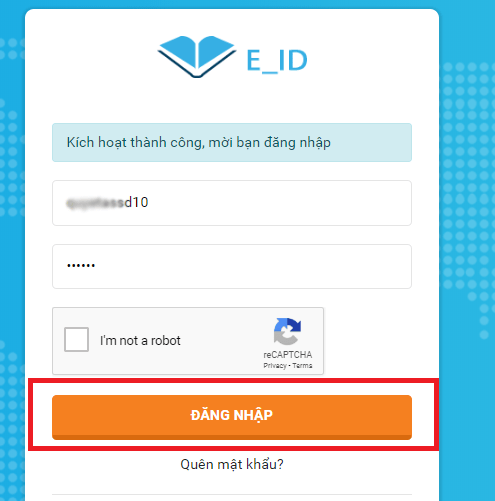 E_ID
Kích hoạt thành công, mời bạn đăng nhập
d10
••••••
I'm not a robot
reCAPTCHA
Privacy - Terms
ĐĂNG NHẬP
Quên mật khẩu?